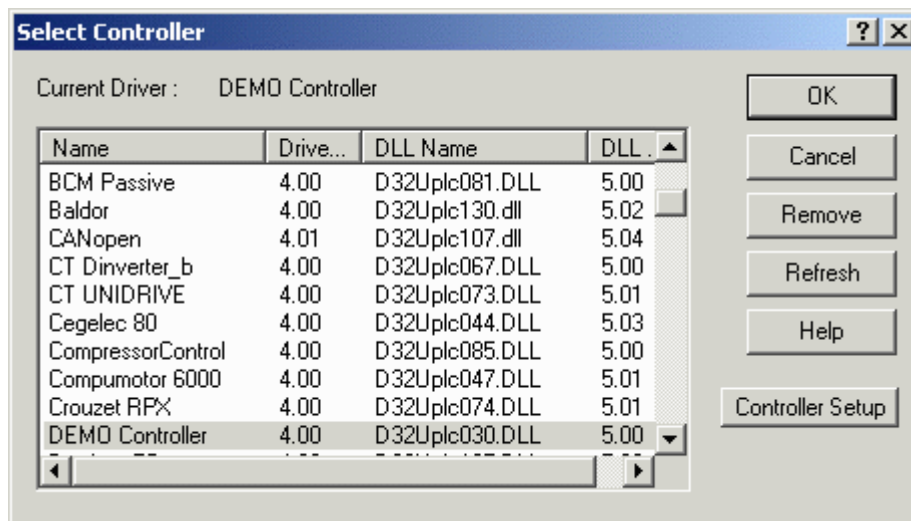 Select Controller
Current Driver : DEMO Controller
OK
Cancel
Remove
Refresh
Help
Controller Setup
Name Drive... DLL Name DLL .
BCM Passive 4.00 D32Uplc081.DLL 5.00
Baldor 4.00 D32Uplc130.dll 5.02
CANopen 4.01 D32Uplc107.dll 5.04
CT Dinverter_b 4.00 D32Uplc067.DLL 5.00
CT UNIDRIVE 4.00 D32Uplc073.DLL 5.01
Cegelec 80 4.00 D32Uplc044.DLL 5.03
CompressorControl 4.00 D32Uplc085.DLL 5.00
Compumotor 6000 4.00 D32Uplc047.DLL 5.01
Crouzet RPX 4.00 D32Uplc074.DLL 5.01
DEMO Controller 4.00 D32Uplc030.DLL 5.00